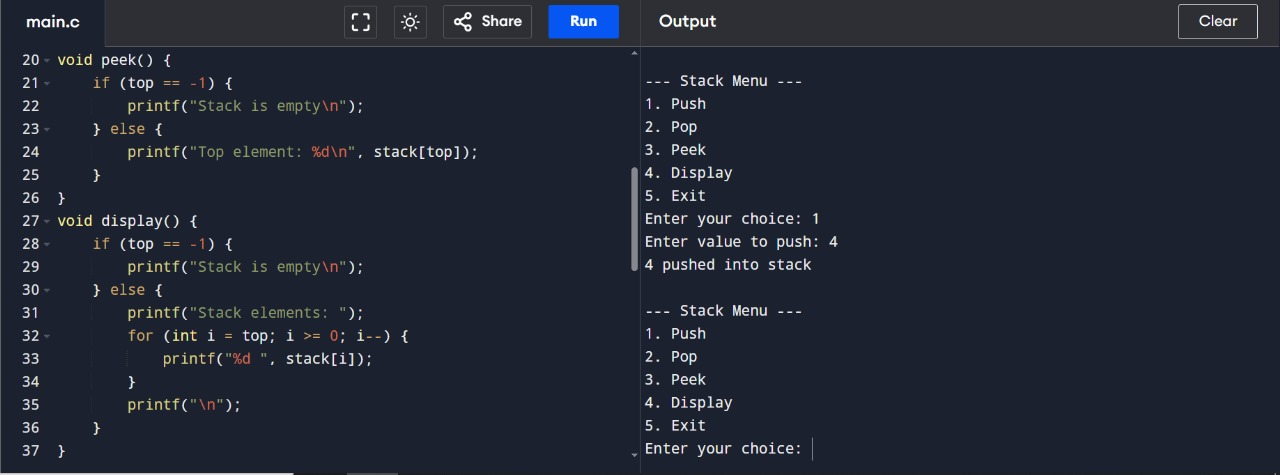 main.c
Share
Run
Output
Clear
20 void peek() {
21     if (top == -1) {
22         printf("Stack is empty\n");
23     } else {
24         printf("Top element: %d\n", stack[top]);
25     }
26 }
27 void display() {
28     if (top == -1) {
29         printf("Stack is empty\n");
30     } else {
31         printf("Stack elements: ");
32         for (int i = top; i >= 0; i--) {
33             printf("%d ", stack[i]);
34         }
35         printf("\n");
36     }
37 }
--- Stack Menu ---
1. Push
2. Pop
3. Peek
4. Display
5. Exit
Enter your choice: 1
Enter value to push: 4
4 pushed into stack
--- Stack Menu ---
1. Push
2. Pop
3. Peek
4. Display
5. Exit
Enter your choice: